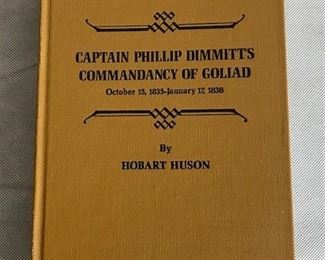 CAPTAIN PHILLIP DIMMITT'S
COMMANDANCY OF GOLIAD
October 15, 1835-January 17, 1836
By
HOBART HUSON